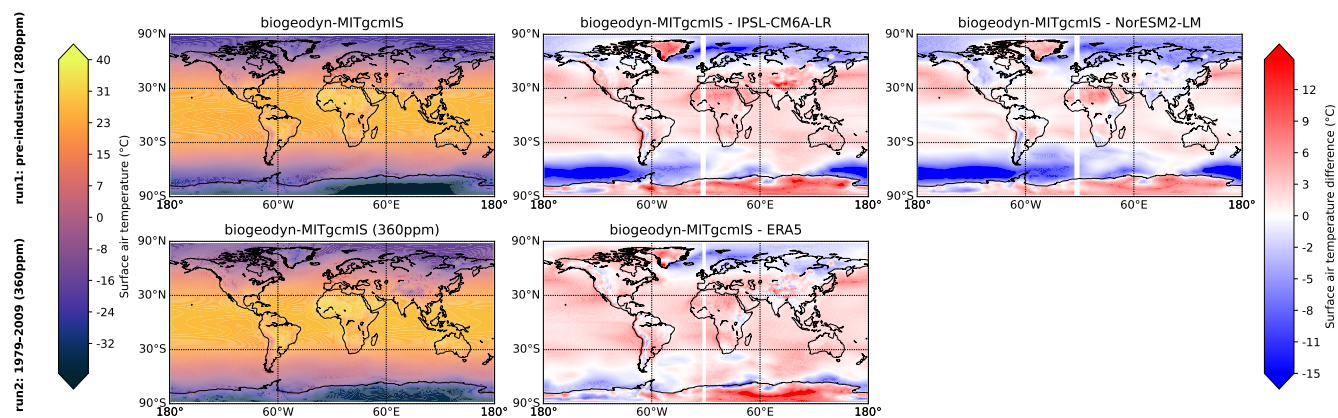 biogeodyn-MITgcmIS
biogeodyn-MITgcmIS - IPSL-CM6A-LR
biogeodyn-MITgcmIS - NorESM2-LM
run1: pre-industrial (280ppm)
run2: 1979-2009 (360ppm)
40
31
23
15
7
0
-8
-16
-24
-32
Surface air temperature (°C)
90°N
30°N
30°S
90°S
180°
60°W
60°E
180°
90°N
30°N
30°S
90°S
180°
60°W
60°E
180°
90°N
30°N
30°S
90°S
180°
60°W
60°E
180°
biogeodyn-MITgcmIS (360ppm)
biogeodyn-MITgcmIS - ERA5
90°N
30°N
30°S
90°S
180°
60°W
60°E
180°
90°N
30°N
30°S
90°S
180°
60°W
60°E
180°
12
9
6
3
0
-2
-5
-8
-11
-15
Surface air temperature difference (°C)